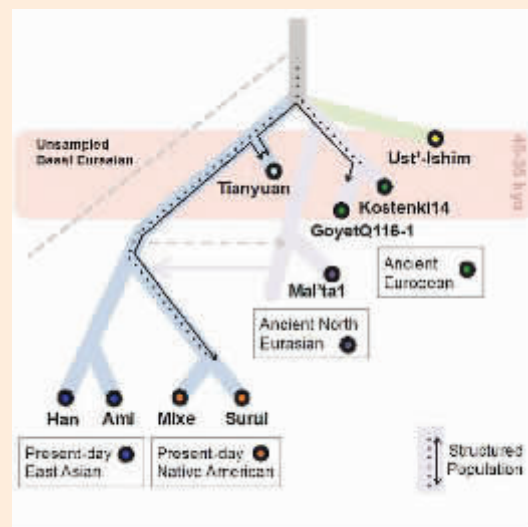 Unsampled
Basal Eurasian
Ust'-Ishim
Tianyuan
Kostenki14
GoyetQ116-1
Mal'ta1
Ancient
European
Ancient North
Eurasian
Han
Ami
Mixe
Surui
Present-day
East Asian
Present-day
Native American
Structured
Population